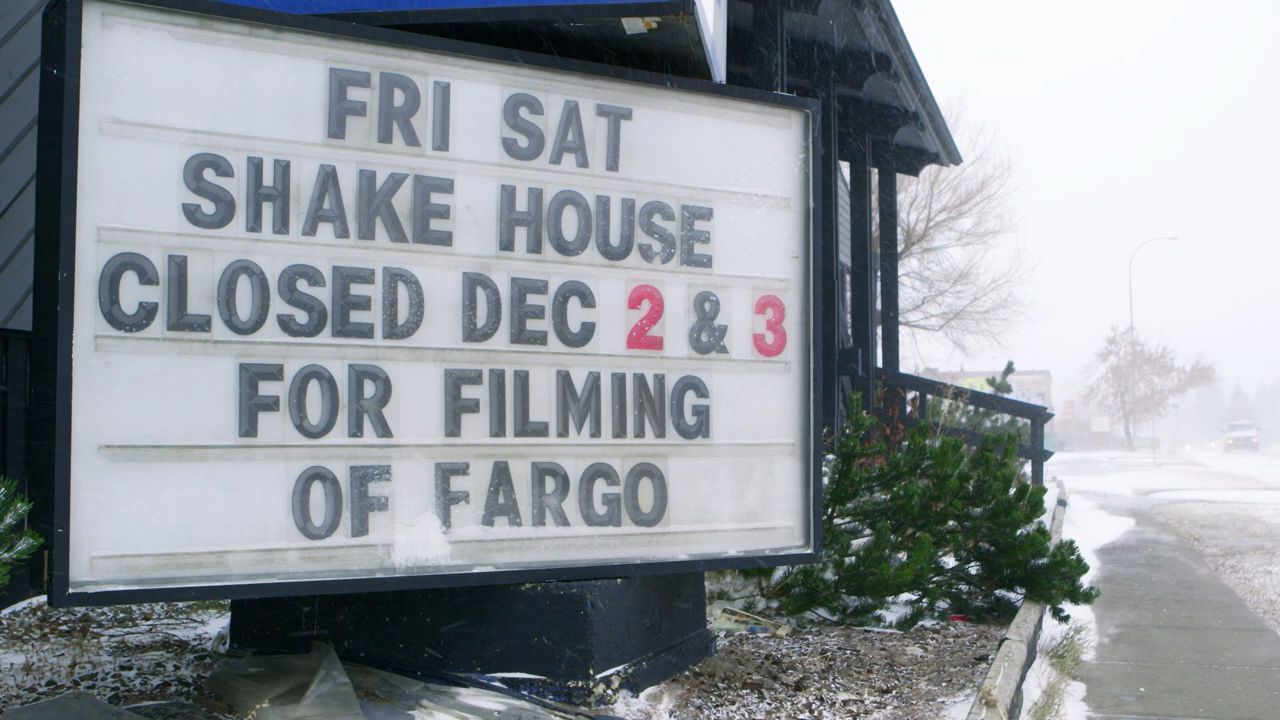 FRI SAT
SHAKE HOUSE
CLOSED DEC 2 & 3
FOR FILMING
OF FARGO